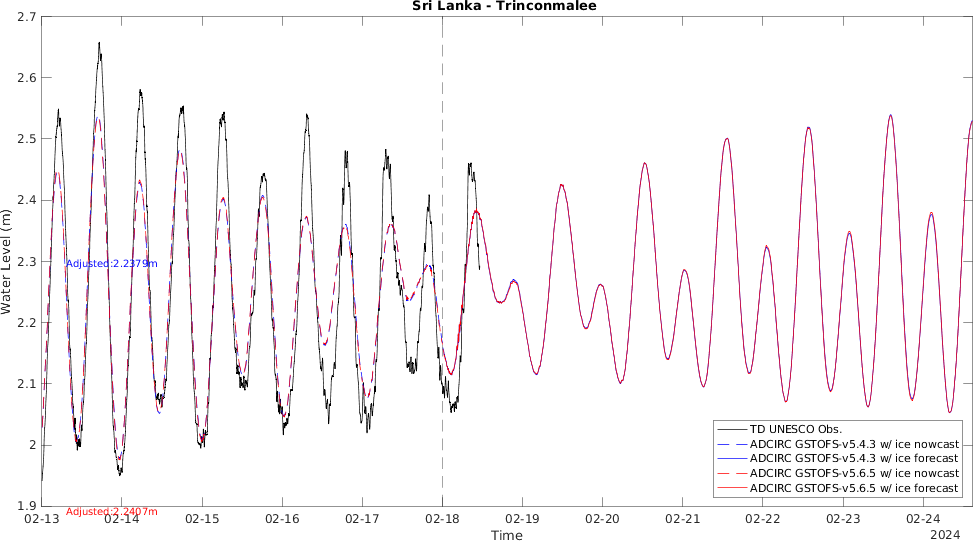 Sri Lanka - Trinconmalee
2.7
2.6
2.5
2.4
2.3
2.2
2.1
2
1.9
Water Level (m)
Adjusted:2.2379m
Adjusted:2.2407m
TD UNESCO Obs.
ADCIRC GSTOFS-v5.4.3 w/ ice nowcast
ADCIRC GSTOFS-v5.4.3 w/ ice forecast
ADCIRC GSTOFS-v5.6.5 w/ ice nowcast
ADCIRC GSTOFS-v5.6.5 w/ ice forecast
02-13 02-14 02-15 02-16 02-17 02-18 02-19 02-20 02-21 02-22 02-23 02-24
Time
2024